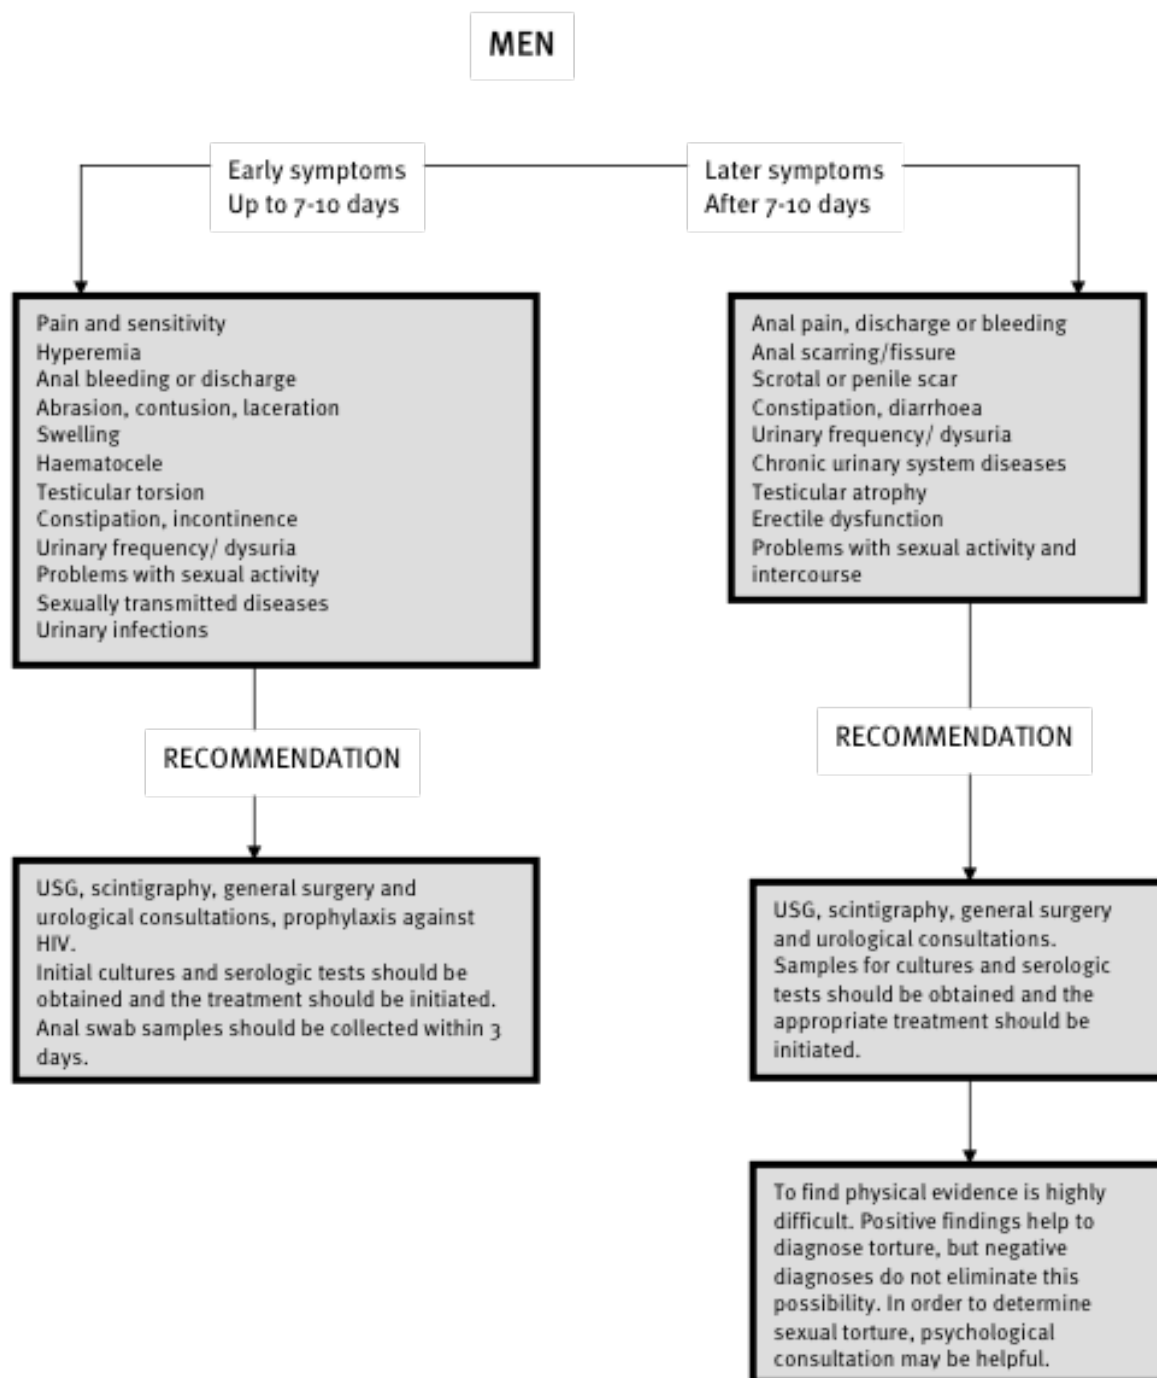 MEN
Early symptoms
Up to 7-10 days
Later symptoms
After 7-10 days
Pain and sensitivity
Hyperemia
Anal bleeding or discharge
Abrasion, contusion, laceration
Swelling
Haematocele
Testicular torsion
Constipation, incontinence
Urinary frequency/ dysuria
Problems with sexual activity
Sexually transmitted diseases
Urinary infections
Anal pain, discharge or bleeding
Anal scarring/fissure
Scrotal or penile scar
Constipation, diarrhoea
Urinary frequency/ dysuria
Chronic urinary system diseases
Testicular atrophy
Erectile dysfunction
Problems with sexual activity and
intercourse
RECOMMENDATION
RECOMMENDATION
USG, scintigraphy, general surgery and
urological consultations, prophylaxis against
HIV.
Initial cultures and serologic tests should be
obtained and the treatment should be initiated.
Anal swab samples should be collected within 3
days.
USG, scintigraphy, general surgery
and urological consultations.
Samples for cultures and serologic
tests should be obtained and the
appropriate treatment should be
initiated.
To find physical evidence is highly
difficult. Positive findings help to
diagnose torture, but negative
diagnoses do not eliminate this
possibility. In order to determine
sexual torture, psychological
consultation may be helpful.